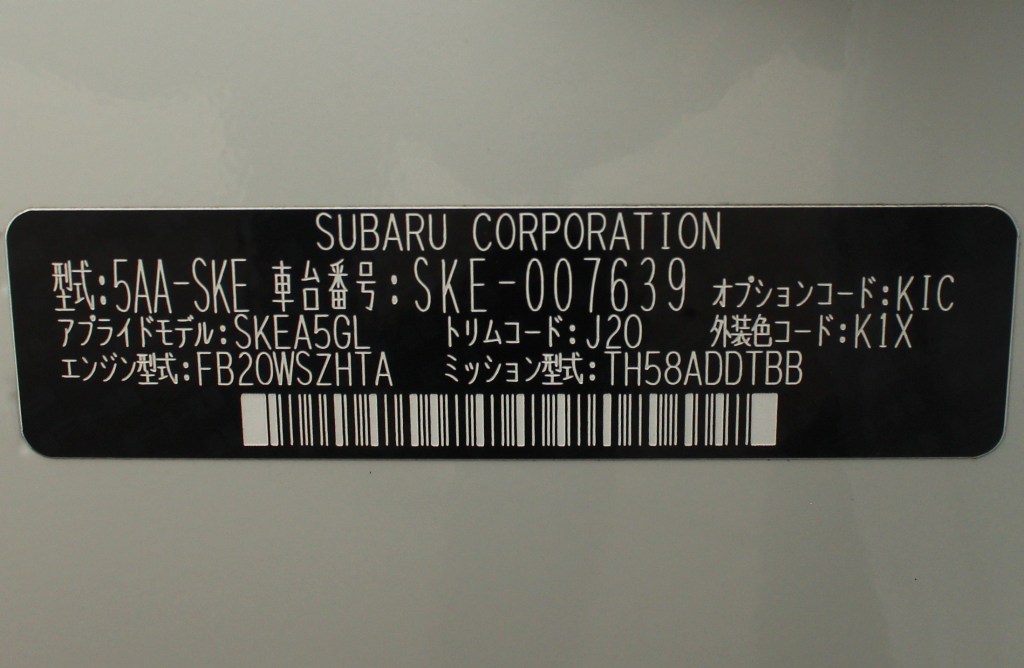 SUBARU CORPORATION
型式:5AA-SKE 車台番号:SKE-007639 オプションコード:KIC
アプライドモデル:SKEA5GL トリムコード:J20 外装色コード:K1X
エンジン型式:FB20WSZHTA ミッション型式:TH58ADDTBB